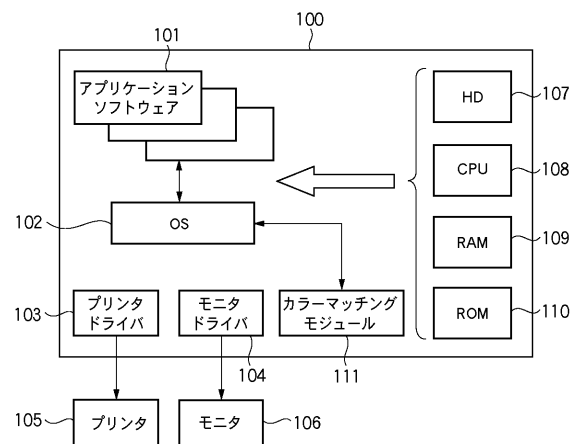 100
101
アプリケーション
ソフトウェア
HD
107
CPU
108
102
OS
RAM
109
プリンタ
ドライバ
103
モニタ
ドライバ
104
カラーマッチング
モジュール
111
ROM
110
105
プリンタ
モニタ
106